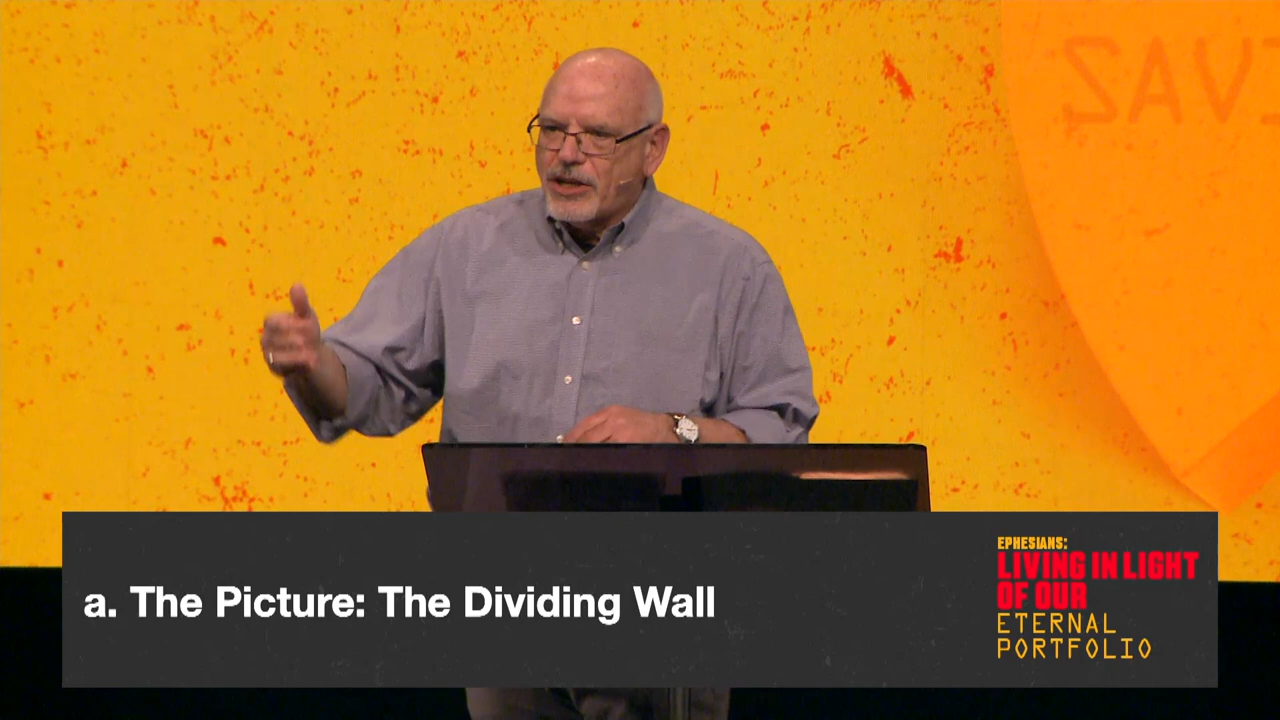 a. The Picture: The Dividing Wall
EPHESIANS:
LIVING IN LIGHT
OF OUR
ETERNAL
PORTFOLIO